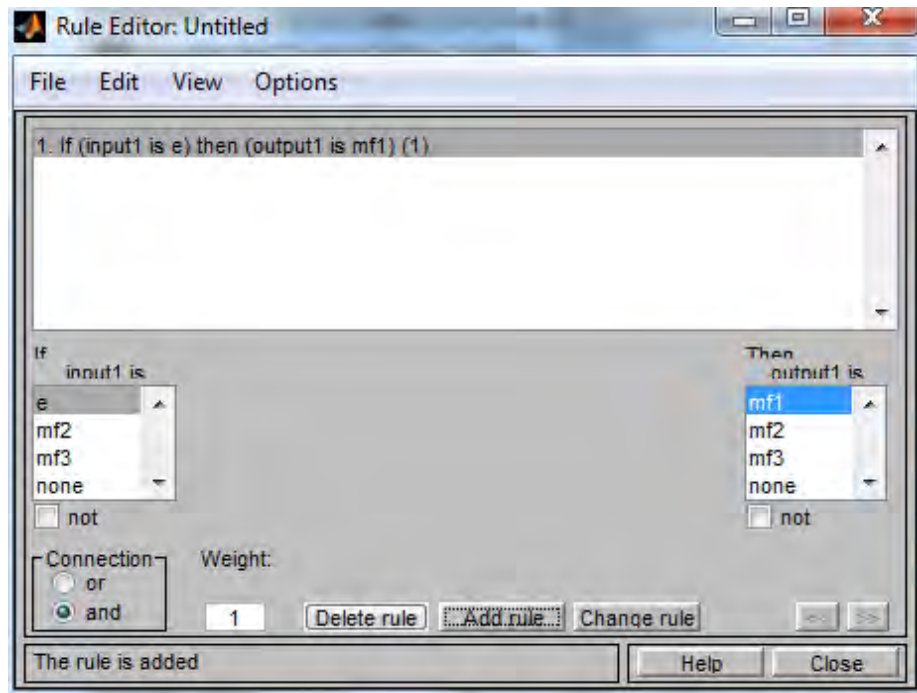 Rule Editor: Untitled
File Edit View Options
1. If (input1 is e) then (output1 is mf1) (1)
If
input1 is
Then
output1 is
e
mf2
mf3
none
mf1
mf2
mf3
none
not
not
Connection
or
and
Weight:
1
Delete rule
Add rule
Change rule
<<
>>
The rule is added
Help
Close